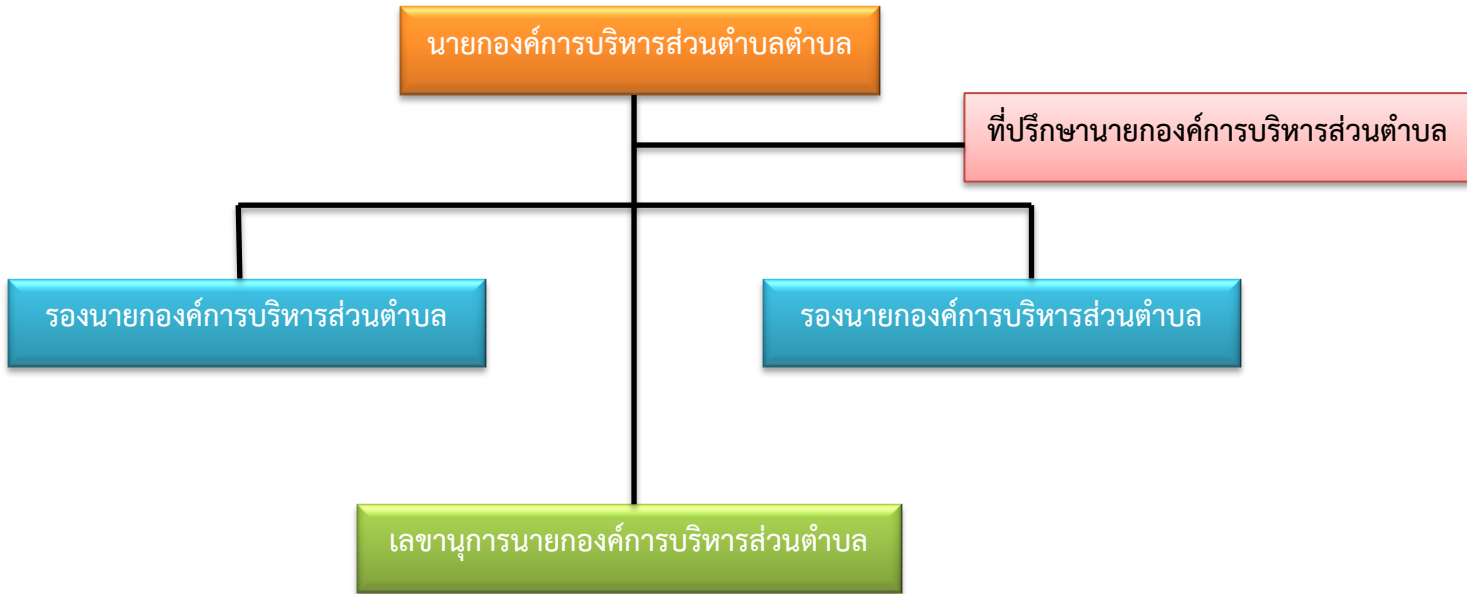 นายกองค์การบริหารส่วนตำบลตำบล
ที่ปรึกษานายกองค์การบริหารส่วนตำบล
รองนายกองค์การบริหารส่วนตำบล
รองนายกองค์การบริหารส่วนตำบล
เลขานุการนายกองค์การบริหารส่วนตำบล